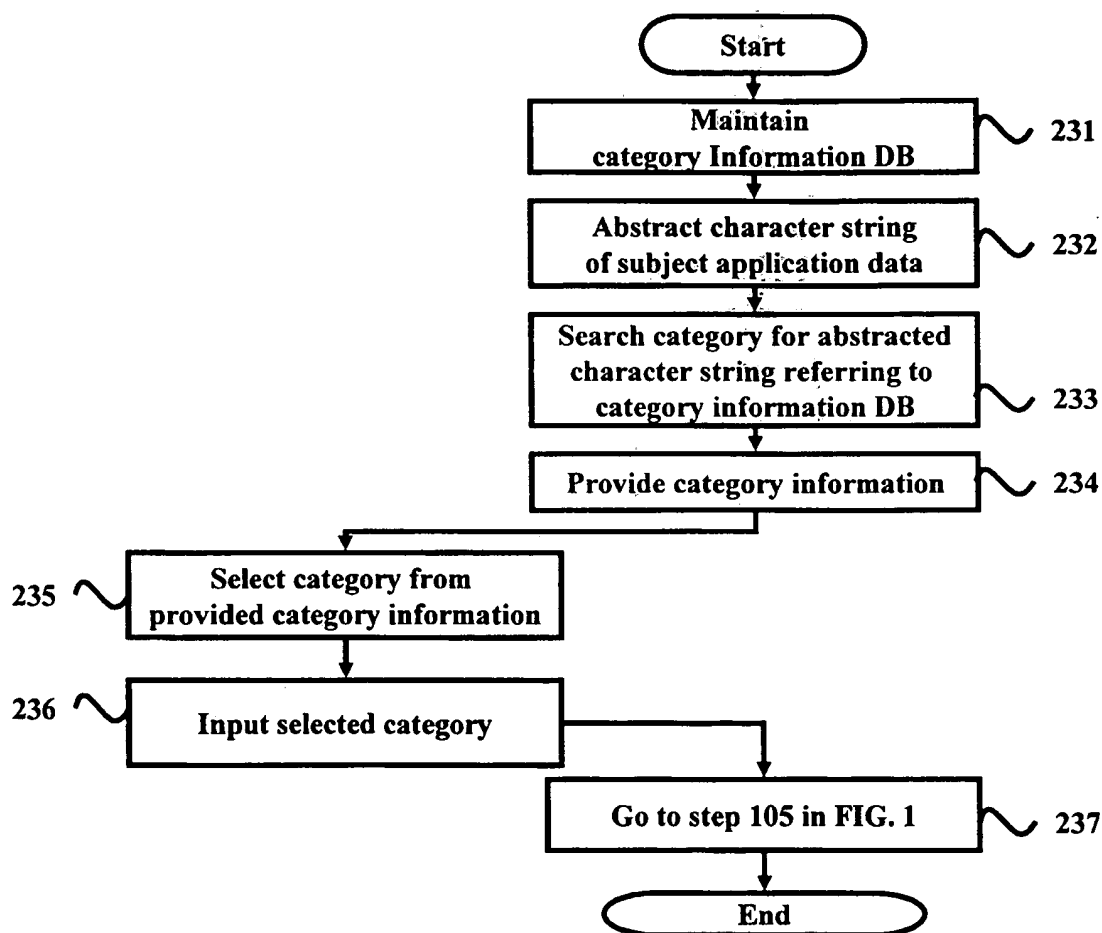 Start
Maintain
category Information DB
231
Abstract character string
of subject application data
232
Search category for abstracted
character string referring to
category information DB
233
Provide category information
234
Select category from
provided category information
235
Input selected category
236
Go to step 105 in FIG. 1
237
End